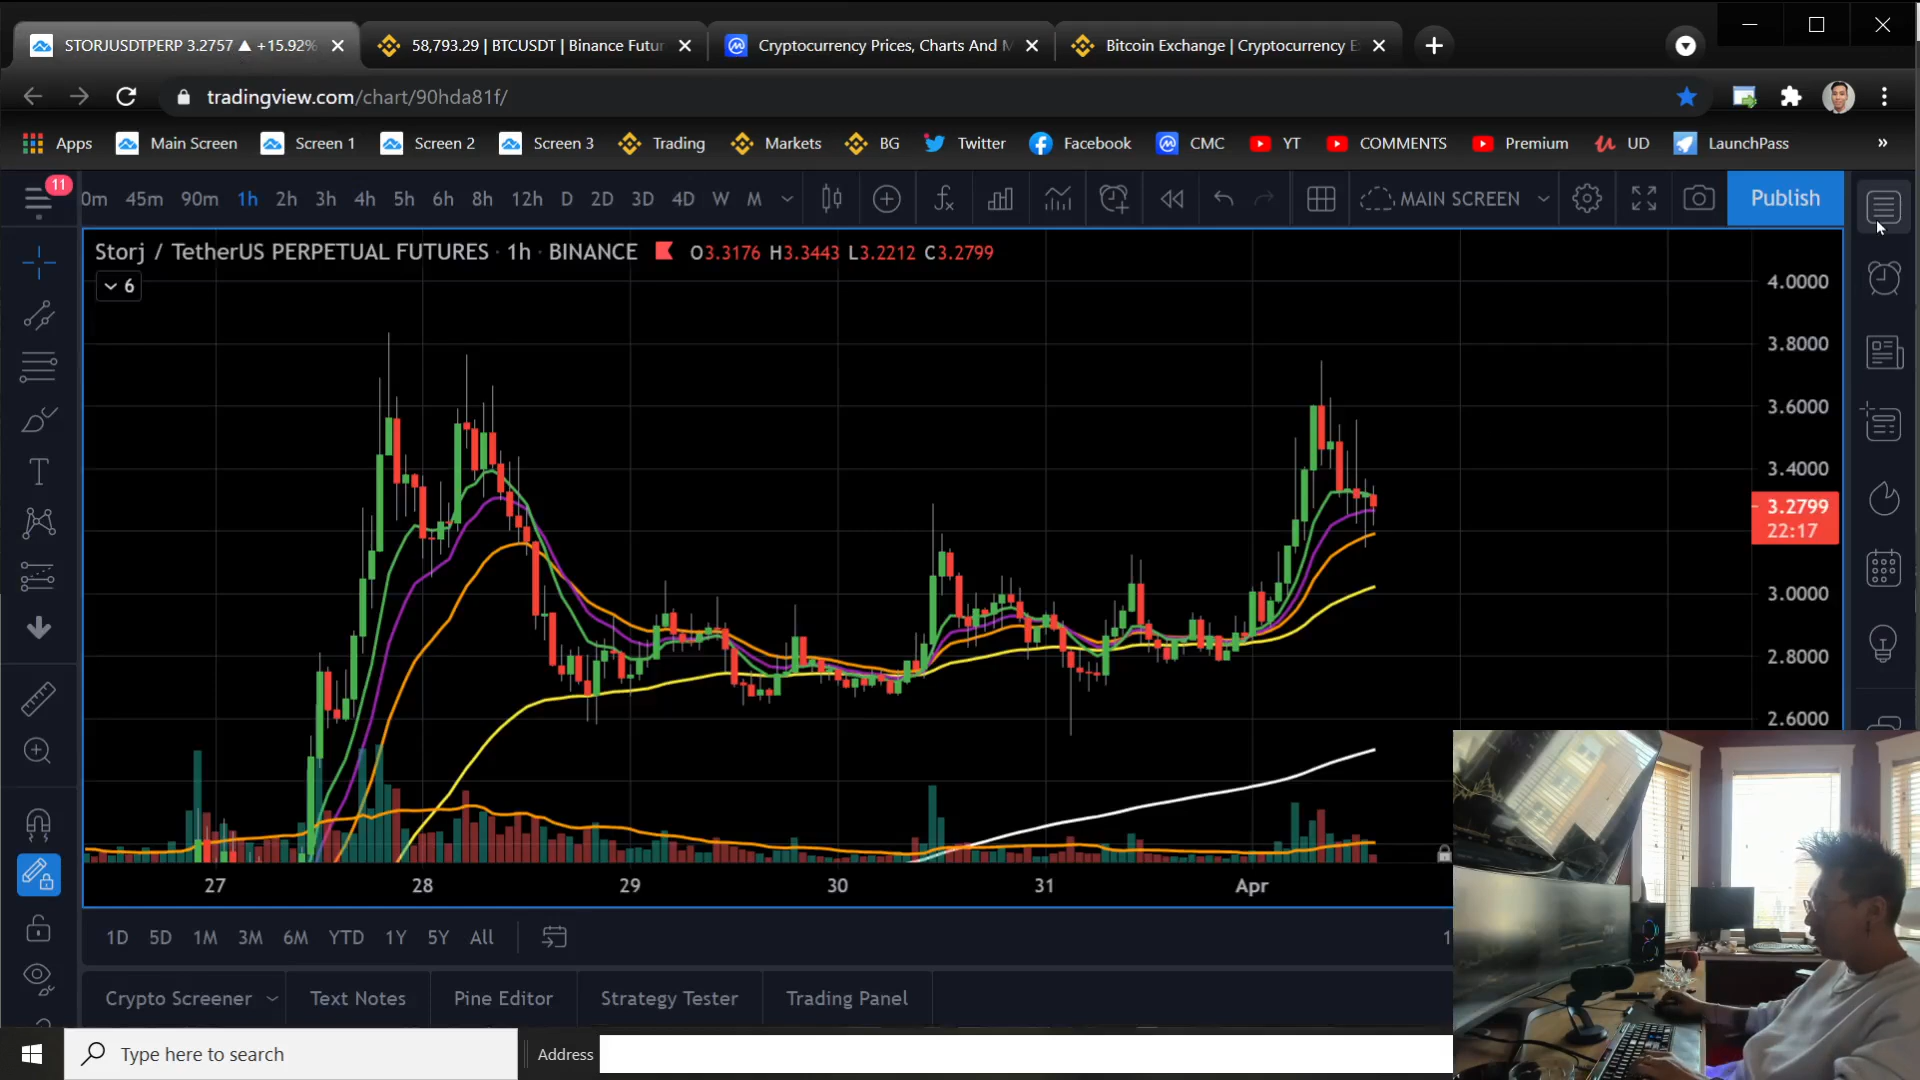 STORJUSDTPERP 3.2757 ▲ +15.92%
58,793.29 | BTCUSDT | Binance Futur
Cryptocurrency Prices, Charts And M
Bitcoin Exchange | Cryptocurrency E
tradingview.com/chart/90hda81f/
Apps
Main Screen
Screen 1
Screen 2
Screen 3
Trading
Markets
BG
Twitter
Facebook
CMC
YT
COMMENTS
Premium
UD
LaunchPass
»
11
0m 45m 90m 1h 2h 3h 4h 5h 6h 8h 12h D 2D 3D 4D W M
MAIN SCREEN
Publish
Storj / TetherUS PERPETUAL FUTURES · 1h · BINANCE O3.3176 H3.3443 L3.2212 C3.2799
6
4.0000
3.8000
3.6000
3.4000
3.2799
22:17
3.0000
2.8000
2.6000
27 28 29 30 31 Apr
1D 5D 1M 3M 6M YTD 1Y 5Y All
1
Crypto Screener
Text Notes
Pine Editor
Strategy Tester
Trading Panel
Type here to search
Address